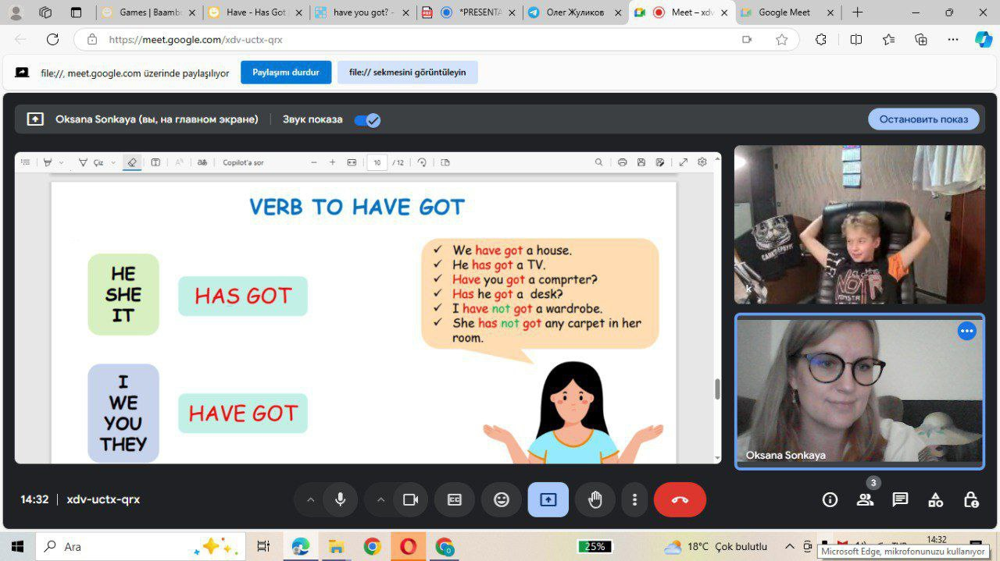 Games | Baamb
Have - Has Got
have you got? -
*PRESENTA
Олег Жуликов
Meet – xdv
Google Meet
https://meet.google.com/xdv-uctx-qrx
file://, meet.google.com üzerinde paylaşılıyor
Paylaşımı durdur
file:// sekmesini görüntüleyin
Oksana Sonkaya (вы, на главном экране)
Звук показа
Остановить показ
Çiz
Copilot'a sor
10 / 12
VERB TO HAVE GOT
HE
SHE
IT
HAS GOT
I
WE
YOU
THEY
HAVE GOT
We have got a house.
He has got a TV.
Have you got a comprter?
Has he got a desk?
I have not got a wardrobe.
She has not got any carpet in her
room.
САНКТ-ПЕТЕРБУРГ
k
Oksana Sonkaya
14:32
xdv-uctx-qrx
CC
3
Ara
25%
18°C Çok bulutlu
14:32
Microsoft Edge, mikrofonunuzu kullanıyor